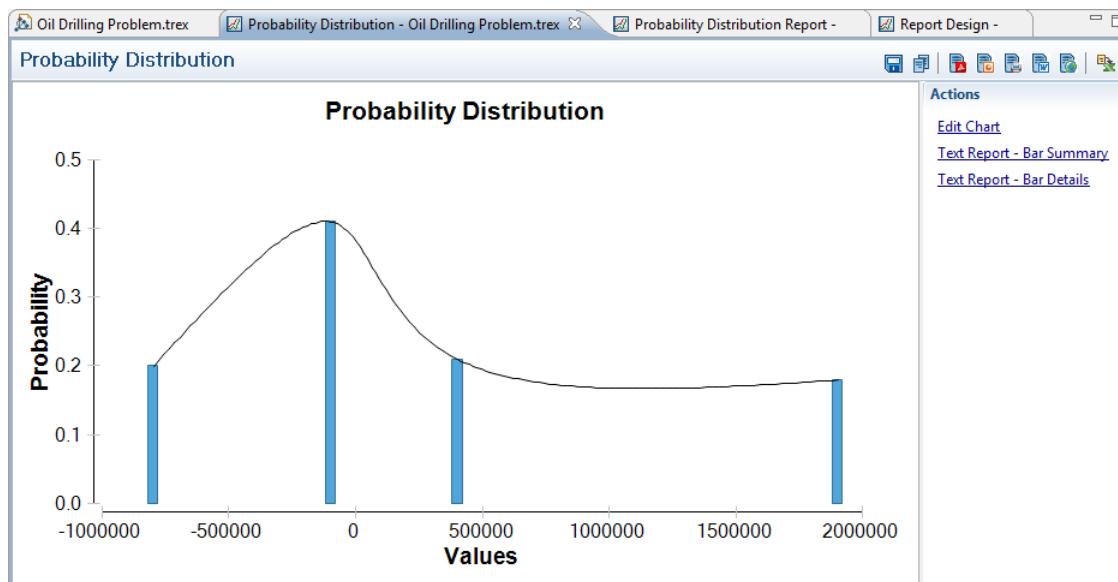 Oil Drilling Problem.trex
Probability Distribution - Oil Drilling Problem.trex
Probability Distribution Report -
Report Design -
Probability Distribution
Actions
Edit Chart
Text Report - Bar Summary
Text Report - Bar Details
Probability Distribution
0.5
0.4
0.3
0.2
0.1
0.0
Probability
-1000000 -500000 0 500000 1000000 1500000 2000000
Values